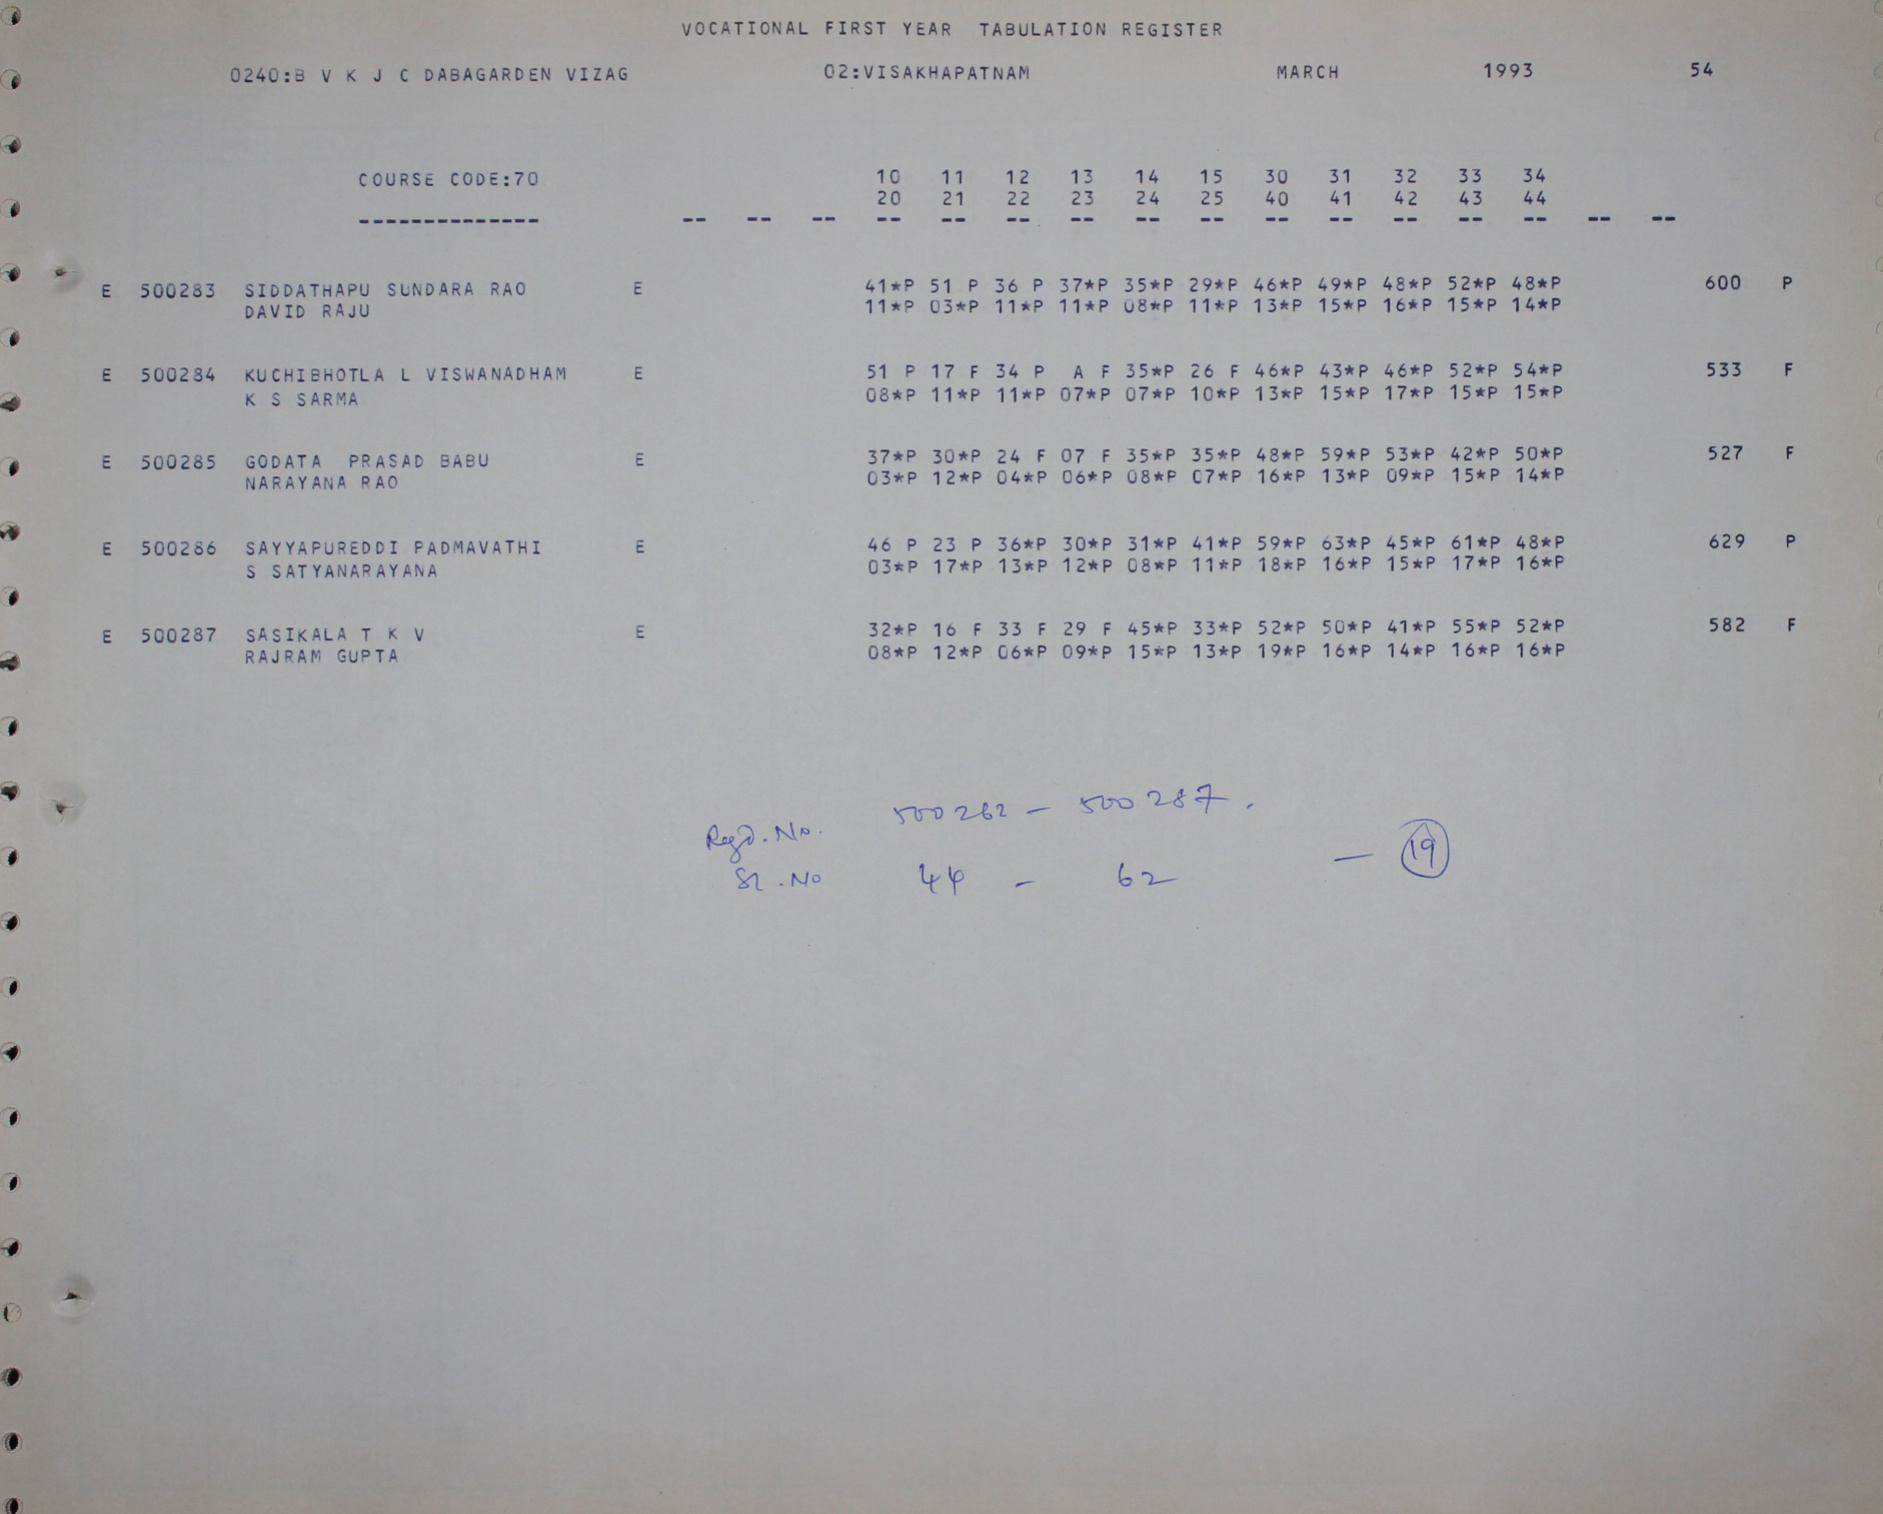 VOCATIONAL FIRST YEAR TABULATION REGISTER
0240:B V K J C DABAGARDEN VIZAG 02:VISAKHAPATNAM MARCH 1993 54
COURSE CODE:70 10 11 12 13 14 15 30 31 32 33 34
20 21 22 23 24 25 40 41 42 43 44
-------------- -- -- -- -- -- -- -- -- -- -- -- -- -- -- -- --
E 500283 SIDDATHAPU SUNDARA RAO E 41*P 51 P 36 P 37*P 35*P 29*P 46*P 49*P 48*P 52*P 48*P 600 P
DAVID RAJU 11*P 03*P 11*P 11*P 08*P 11*P 13*P 15*P 16*P 15*P 14*P
E 500284 KUCHIBHOTLA L VISWANADHAM E 51 P 17 F 34 P A F 35*P 26 F 46*P 43*P 46*P 52*P 54*P 533 F
K S SARMA 08*P 11*P 11*P 07*P 07*P 10*P 13*P 15*P 17*P 15*P 15*P
E 500285 GODATA PRASAD BABU E 37*P 30*P 24 F 07 F 35*P 35*P 48*P 59*P 53*P 42*P 50*P 527 F
NARAYANA RAO 03*P 12*P 04*P 06*P 08*P 07*P 16*P 13*P 09*P 15*P 14*P
E 500286 SAYYAPUREDDI PADMAVATHI E 46 P 23 P 36*P 30*P 31*P 41*P 59*P 63*P 45*P 61*P 48*P 629 P
S SATYANARAYANA 03*P 17*P 13*P 12*P 08*P 11*P 18*P 16*P 15*P 17*P 16*P
E 500287 SASIKALA T K V E 32*P 16 F 33 F 29 F 45*P 33*P 52*P 50*P 41*P 55*P 52*P 582 F
RAJRAM GUPTA 08*P 12*P 06*P 09*P 15*P 13*P 19*P 16*P 14*P 16*P 16*P
Regd. No. 500262 - 500287.
Sl. No 44 - 62 - 19